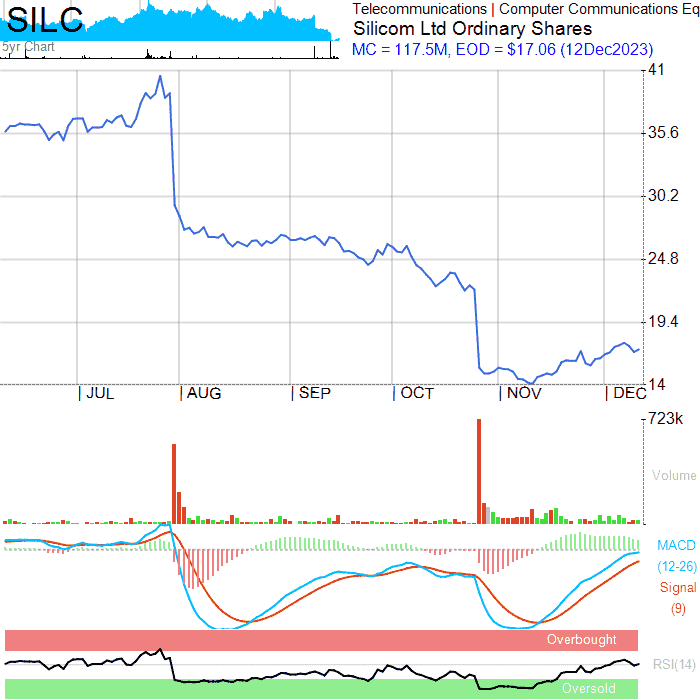 SILC
5yr Chart
Telecommunications | Computer Communications Eq
Silicom Ltd Ordinary Shares
MC = 117.5M, EOD = $17.06 (12Dec2023)
41
35.6
30.2
24.8
19.4
14
| JUL | AUG | SEP | OCT | NOV | DEC
723k
Volume
MACD
(12-26)
Signal
(9)
Overbought
RSI(14)
Oversold